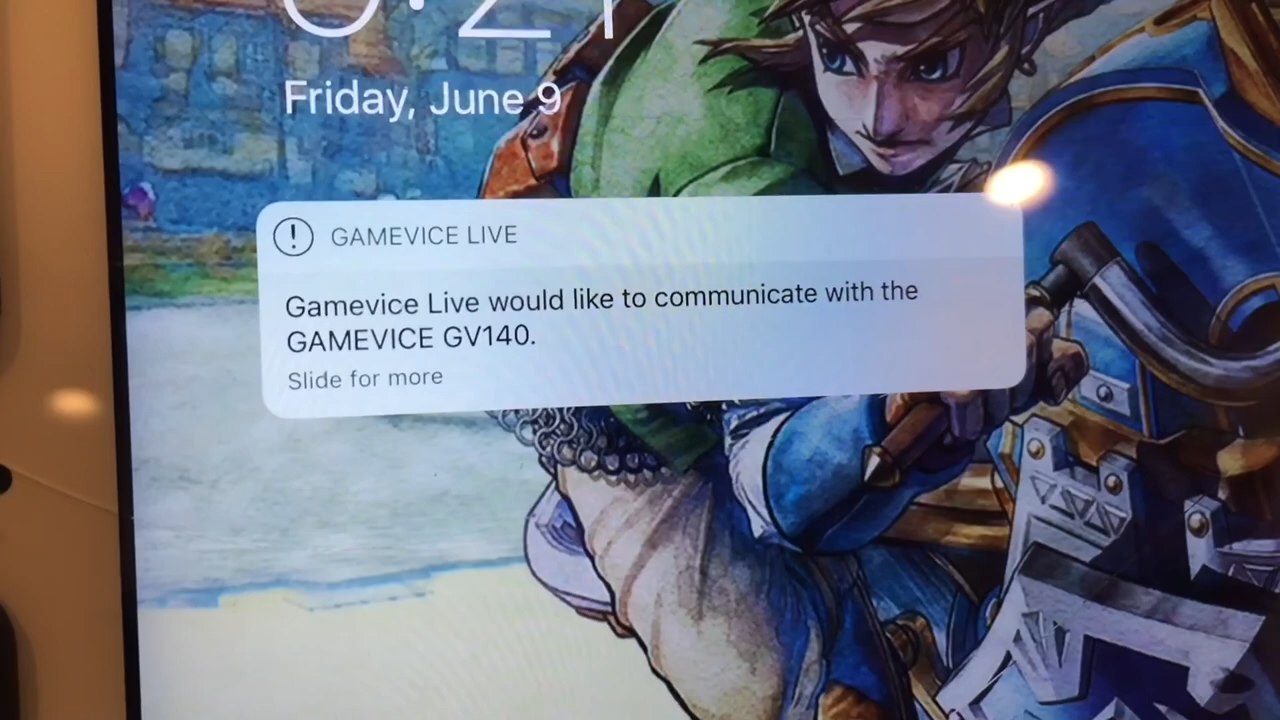 Friday, June 9
GAMEVICE LIVE
Gamevice Live would like to communicate with the
GAMEVICE GV140.
Slide for more